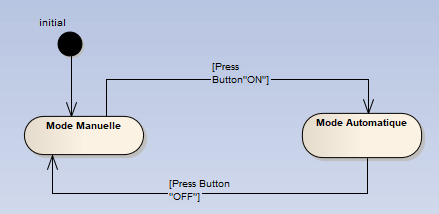 initial
[Press
Button"ON"]
Mode Manuelle
Mode Automatique
[Press Button
"OFF"]